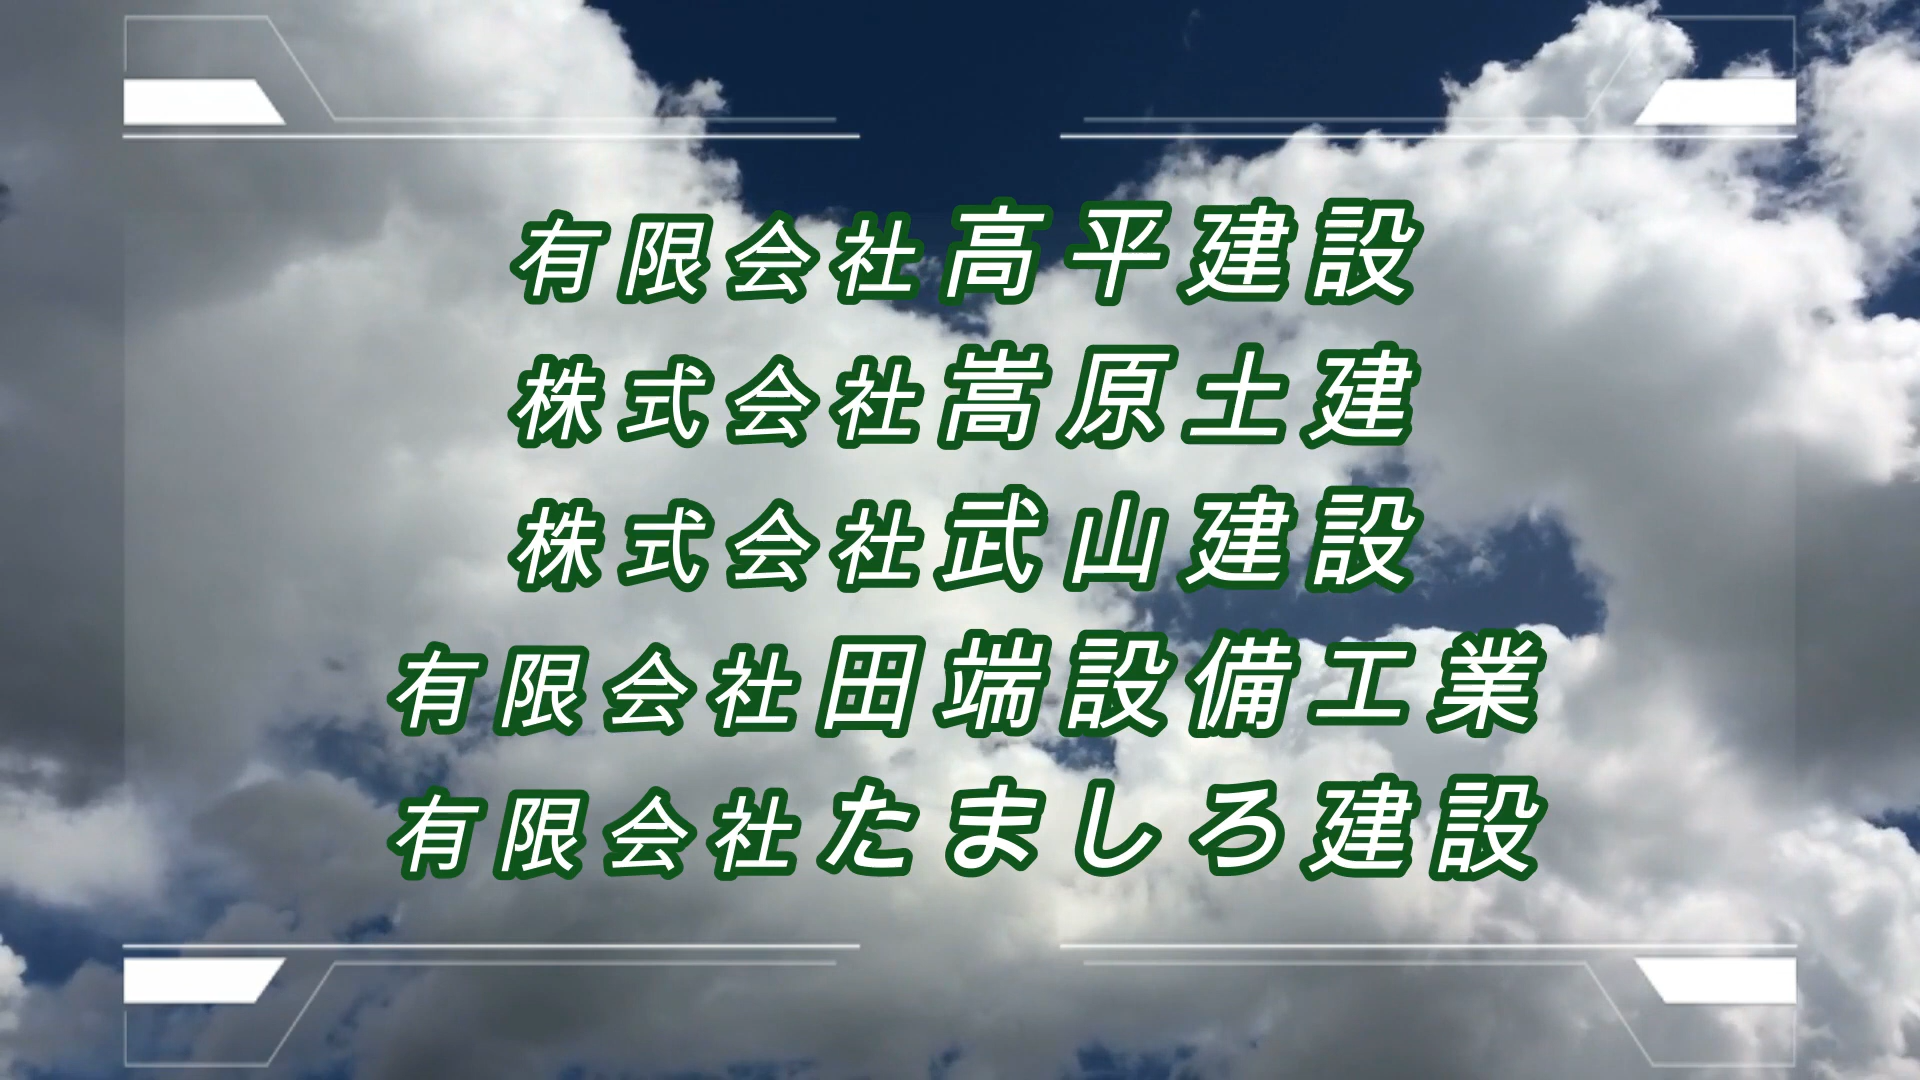 有限会社高平建設
株式会社嵩原土建
株式会社武山建設
有限会社田端設備工業
有限会社たましろ建設